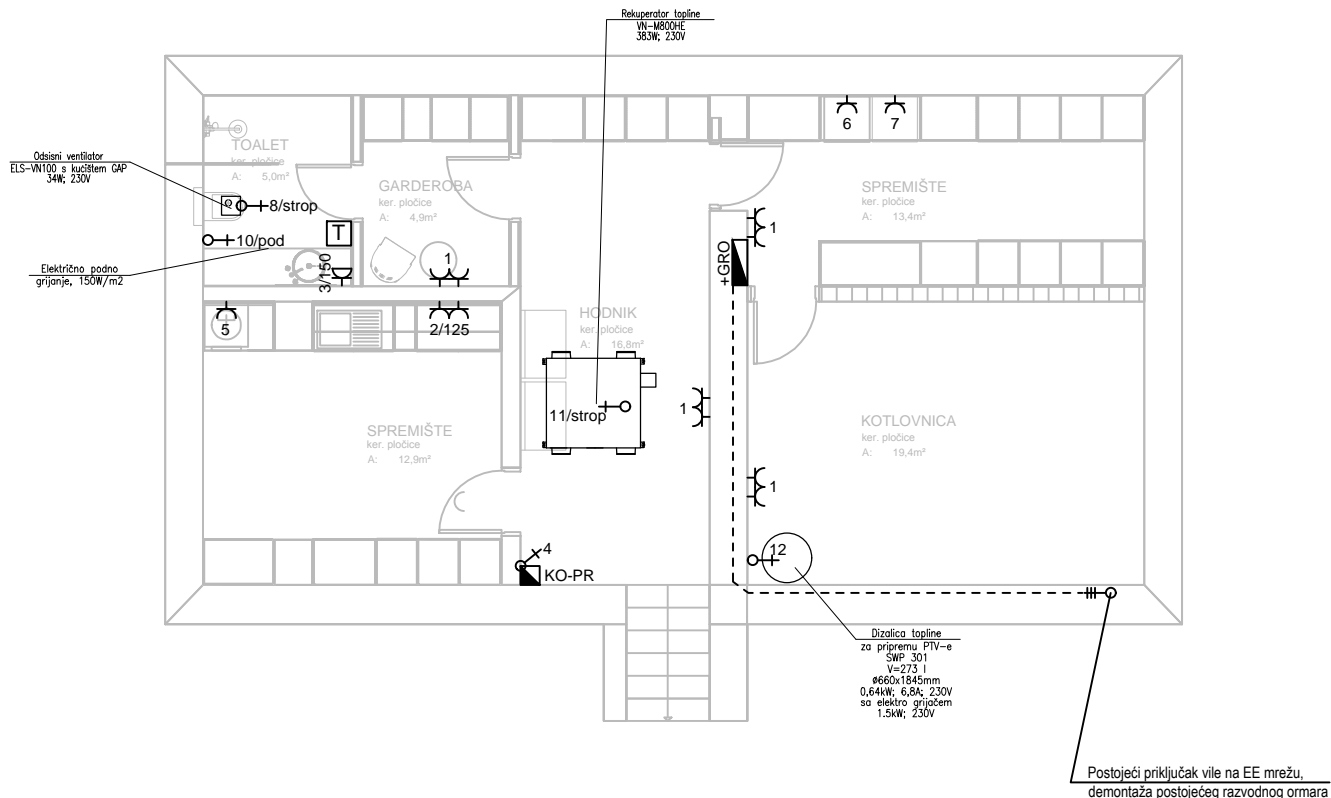 Rekuperator topline
VN-M800HE
383W; 230V
6
7
TOALET
ker. pločice
A: 5,0m²
Odsisni ventilator
ELS-VN100 s kućištem GAP
34W; 230V
GARDEROBA
ker. pločice
A: 4,9m²
SPREMIŠTE
ker. pločice
A: 13,4m²
8/strop
1
T
10/pod
+GRO
Električno podno
grijanje, 150W/m2
3/150
1
HODNIK
ker. pločice
A: 16,8m²
5
2/125
11/strop
1
SPREMIŠTE
ker. pločice
A: 12,9m²
KOTLOVNICA
ker. pločice
A: 19,4m²
1
4
KO-PR
12
Dizalica topline
za pripremu PTV-e
SWP 301
V=273 l
Ø660x1845mm
0,64kW; 6,8A; 230V
sa elektro grijačem
1.5kW; 230V
Postojeći priključak vile na EE mrežu,
demontaža postojećeg razvodnog ormara